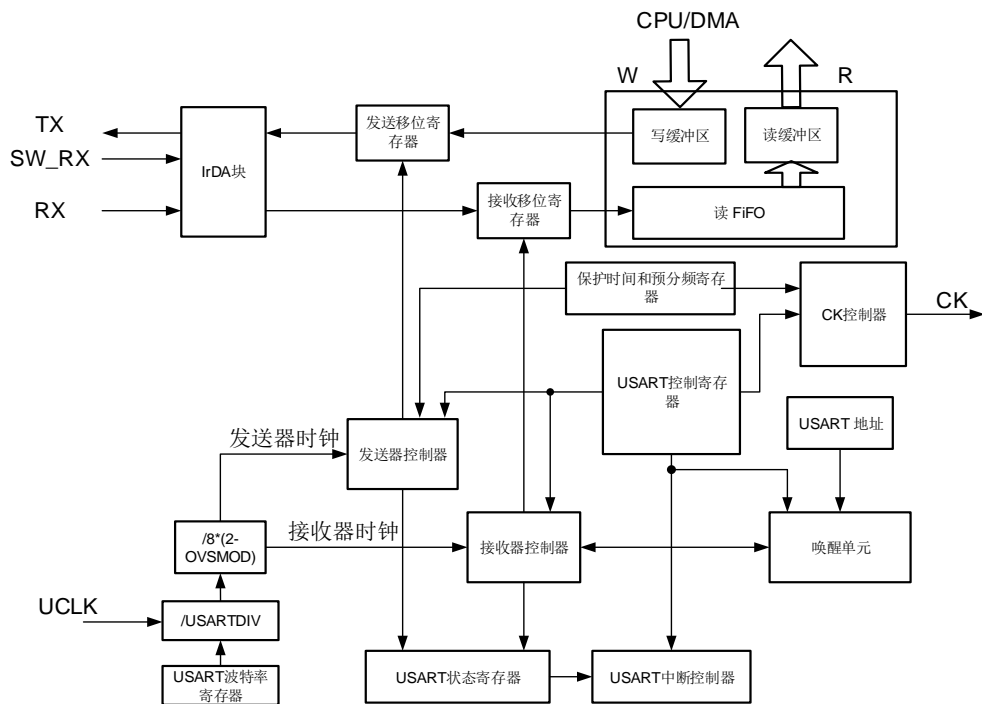 CPU/DMA
W
R
TX
SW_RX
RX
IrDA块
发送移位寄
存器
写缓冲区
读缓冲区
接收移位寄
存器
读 FiFO
保护时间和预分频寄存
器
CK控制器
CK
USART控制寄存
器
USART 地址
发送器时钟
发送器控制器
/8*(2-
OVSMOD)
接收器时钟
接收器控制器
唤醒单元
UCLK
/USARTDIV
USART波特率
寄存器
USART状态寄存器
USART中断控制器